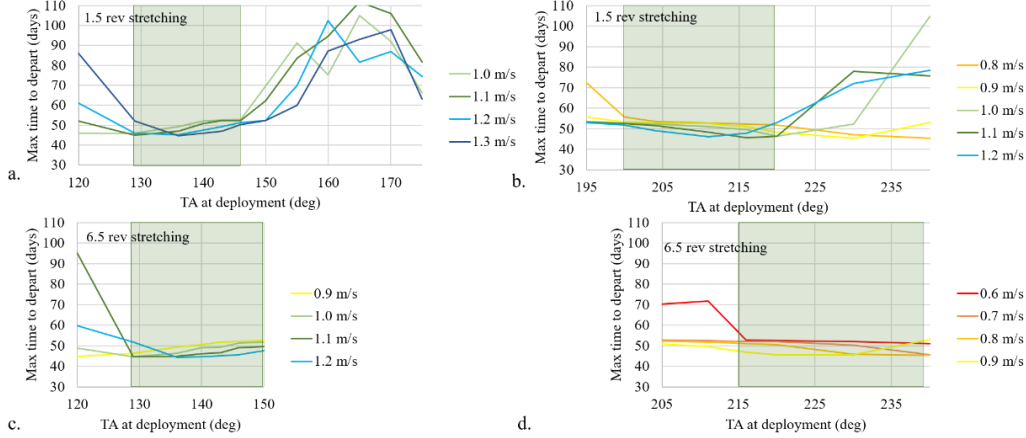 110
100
90
80
70
60
50
40
30
Max time to depart (days)
1.5 rev stretching
120 130 140 150 160 170
TA at deployment (deg)
1.0 m/s
1.1 m/s
1.2 m/s
1.3 m/s
a.
110
100
90
80
70
60
50
40
30
Max time to depart (days)
1.5 rev stretching
195 205 215 225 235
TA at deployment (deg)
0.8 m/s
0.9 m/s
1.0 m/s
1.1 m/s
1.2 m/s
b.
110
100
90
80
70
60
50
40
30
Max time to depart (days)
6.5 rev stretching
120 130 140 150
TA at deployment (deg)
0.9 m/s
1.0 m/s
1.1 m/s
1.2 m/s
c.
110
100
90
80
70
60
50
40
30
Max time to depart (days)
6.5 rev stretching
205 215 225 235
TA at deployment (deg)
0.6 m/s
0.7 m/s
0.8 m/s
0.9 m/s
d.